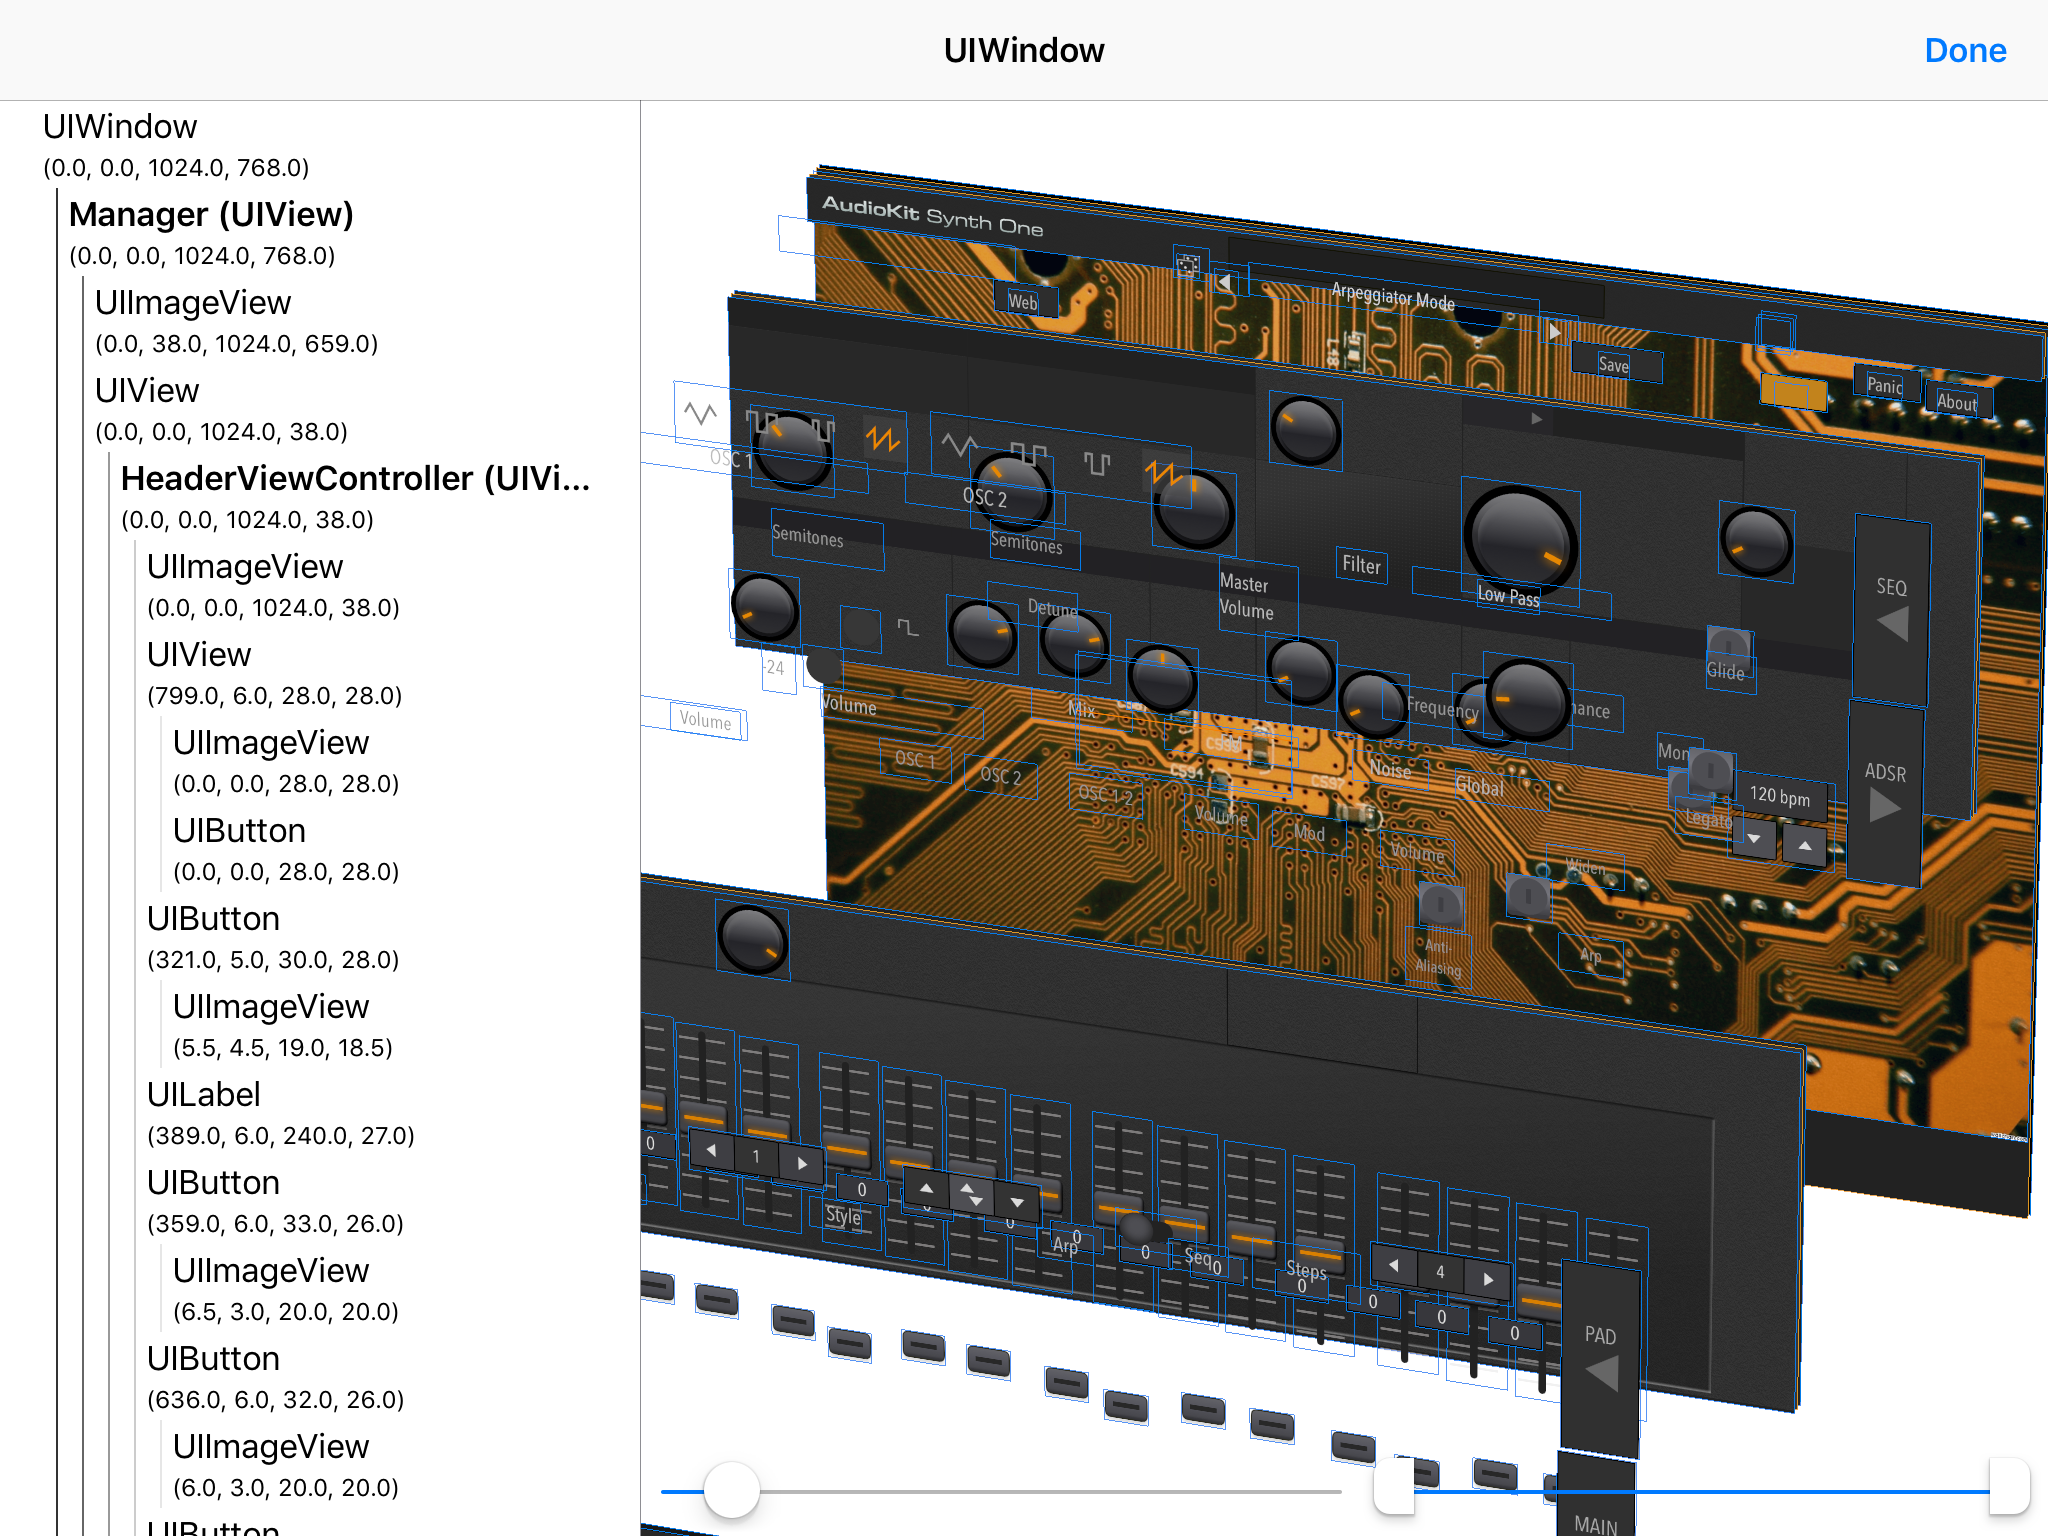 UIWindow
Done
UIWindow
(0.0, 0.0, 1024.0, 768.0)
Manager (UIView)
(0.0, 0.0, 1024.0, 768.0)
UIImageView
(0.0, 38.0, 1024.0, 659.0)
UIView
(0.0, 0.0, 1024.0, 38.0)
HeaderViewController (UIVi...
(0.0, 0.0, 1024.0, 38.0)
UIImageView
(0.0, 0.0, 1024.0, 38.0)
UIView
(799.0, 6.0, 28.0, 28.0)
UIImageView
(0.0, 0.0, 28.0, 28.0)
UIButton
(0.0, 0.0, 28.0, 28.0)
UIButton
(321.0, 5.0, 30.0, 28.0)
UIImageView
(5.5, 4.5, 19.0, 18.5)
UILabel
(389.0, 6.0, 240.0, 27.0)
UIButton
(359.0, 6.0, 33.0, 26.0)
UIImageView
(6.5, 3.0, 20.0, 20.0)
UIButton
(636.0, 6.0, 32.0, 26.0)
UIImageView
(6.0, 3.0, 20.0, 20.0)
UIButton
AudioKit Synth One
Web
Arpeggiator Mode
Save
Panic
About
OSC 1
OSC 2
Semitones
Semitones
Detune
Master
Volume
Filter
Low Pass
SEQ
Glide
-24
Volume
Volume
Mix
Frequency
OSC 1
OSC 2
OSC 1-2
Noise
Global
Volume
Mod
Volume
Mono
120 bpm
Legato
ADSR
Widen
Anti-
Aliasing
Arp
L48
C594
C597
0
1
0
Style
0
0
Arp
0
0
Seq
0
Steps
0
4
0
0
0
PAD
MAIN